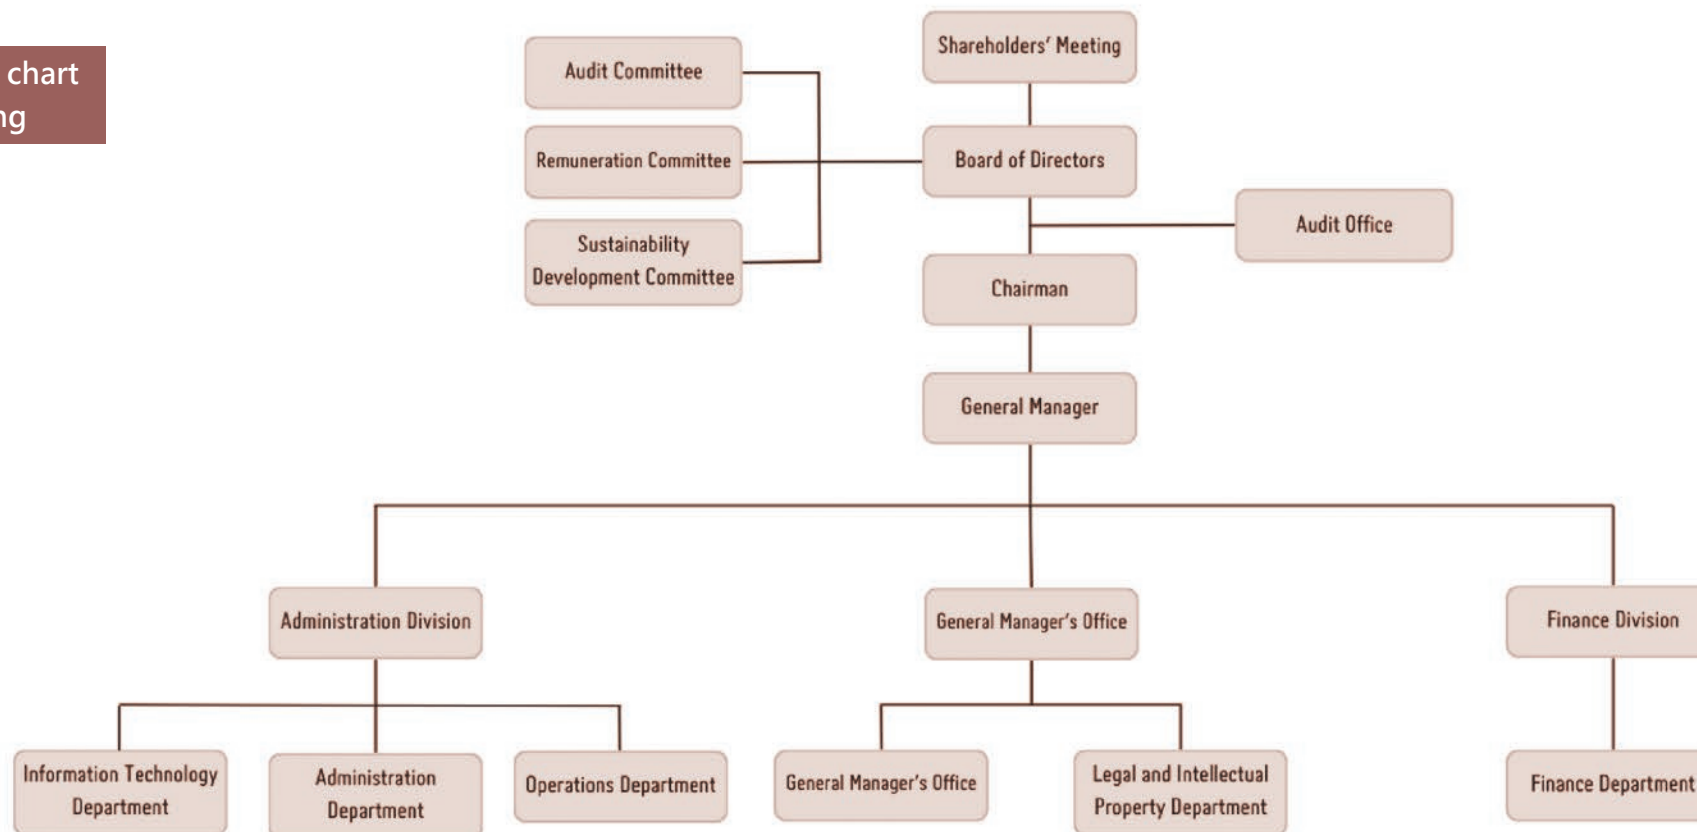 chart
Shareholders' Meeting
Audit Committee
Remuneration Committee
Board of Directors
Audit Office
Sustainability
Development Committee
Chairman
General Manager
Administration Division
General Manager's Office
Finance Division
Information Technology
Department
Administration
Department
Operations Department
General Manager's Office
Legal and Intellectual
Property Department
Finance Department